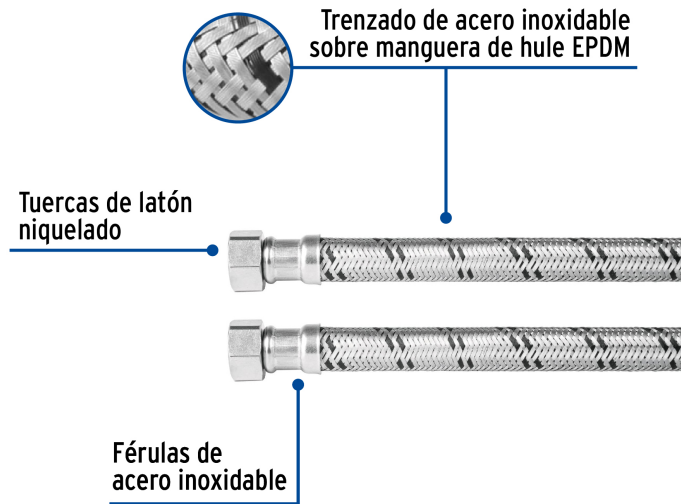 Trenzado de acero inoxidable
sobre manguera de hule EPDM
Tuercas de latón
niquelado
Férulas de
acero inoxidable